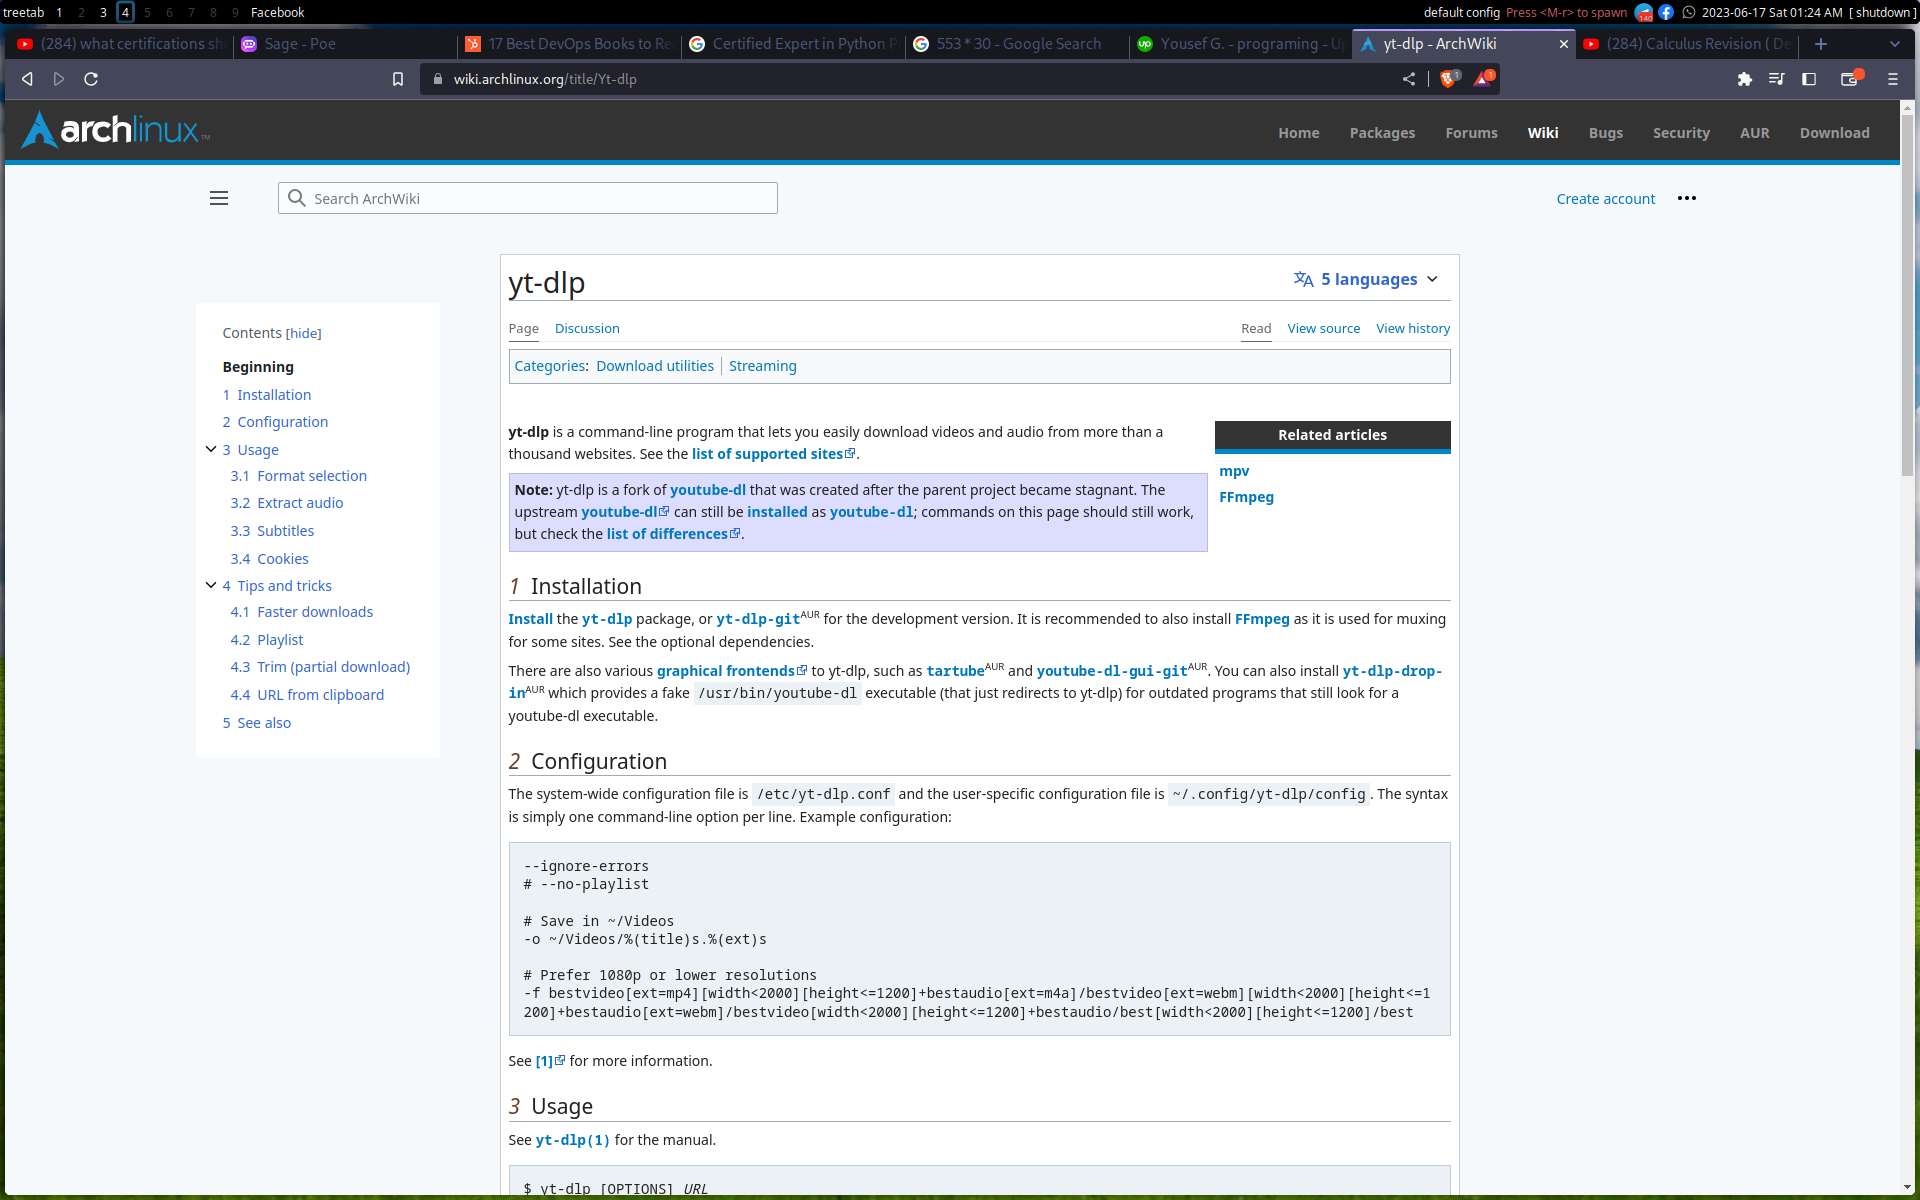 treetab 1 2 3 4 5 6 7 8 9 Facebook default config Press <M-r> to spawn 140 2023-06-17 Sat 01:24 AM [ shutdown ]
(284) what certifications sh Sage - Poe 17 Best DevOps Books to Re Certified Expert in Python P 553 * 30 - Google Search Yousef G. - programing - Up yt-dlp - ArchWiki (284) Calculus Revision ( De
wiki.archlinux.org/title/Yt-dlp 1 1
archlinux™ Home Packages Forums Wiki Bugs Security AUR Download
Search ArchWiki Create account
yt-dlp 5 languages
Page Discussion Read View source View history
Categories: Download utilities Streaming
Contents [hide]
Beginning
1 Installation
2 Configuration
3 Usage
3.1 Format selection
3.2 Extract audio
3.3 Subtitles
3.4 Cookies
4 Tips and tricks
4.1 Faster downloads
4.2 Playlist
4.3 Trim (partial download)
4.4 URL from clipboard
5 See also
yt-dlp is a command-line program that lets you easily download videos and audio from more than a
thousand websites. See the list of supported sites.
Related articles
mpv
FFmpeg
Note: yt-dlp is a fork of youtube-dl that was created after the parent project became stagnant. The
upstream youtube-dl can still be installed as youtube-dl; commands on this page should still work,
but check the list of differences.
1 Installation
Install the yt-dlp package, or yt-dlp-gitAUR for the development version. It is recommended to also install FFmpeg as it is used for muxing
for some sites. See the optional dependencies.
There are also various graphical frontends to yt-dlp, such as tartubeAUR and youtube-dl-gui-gitAUR. You can also install yt-dlp-drop-
inAUR which provides a fake /usr/bin/youtube-dl executable (that just redirects to yt-dlp) for outdated programs that still look for a
youtube-dl executable.
2 Configuration
The system-wide configuration file is /etc/yt-dlp.conf and the user-specific configuration file is ~/.config/yt-dlp/config. The syntax
is simply one command-line option per line. Example configuration:
--ignore-errors
# --no-playlist
# Save in ~/Videos
-o ~/Videos/%(title)s.%(ext)s
# Prefer 1080p or lower resolutions
-f bestvideo[ext=mp4][width<2000][height<=1200]+bestaudio[ext=m4a]/bestvideo[ext=webm][width<2000][height<=1
200]+bestaudio[ext=webm]/bestvideo[width<2000][height<=1200]+bestaudio/best[width<2000][height<=1200]/best
See [1] for more information.
3 Usage
See yt-dlp(1) for the manual.
$ yt-dlp [OPTIONS] URL